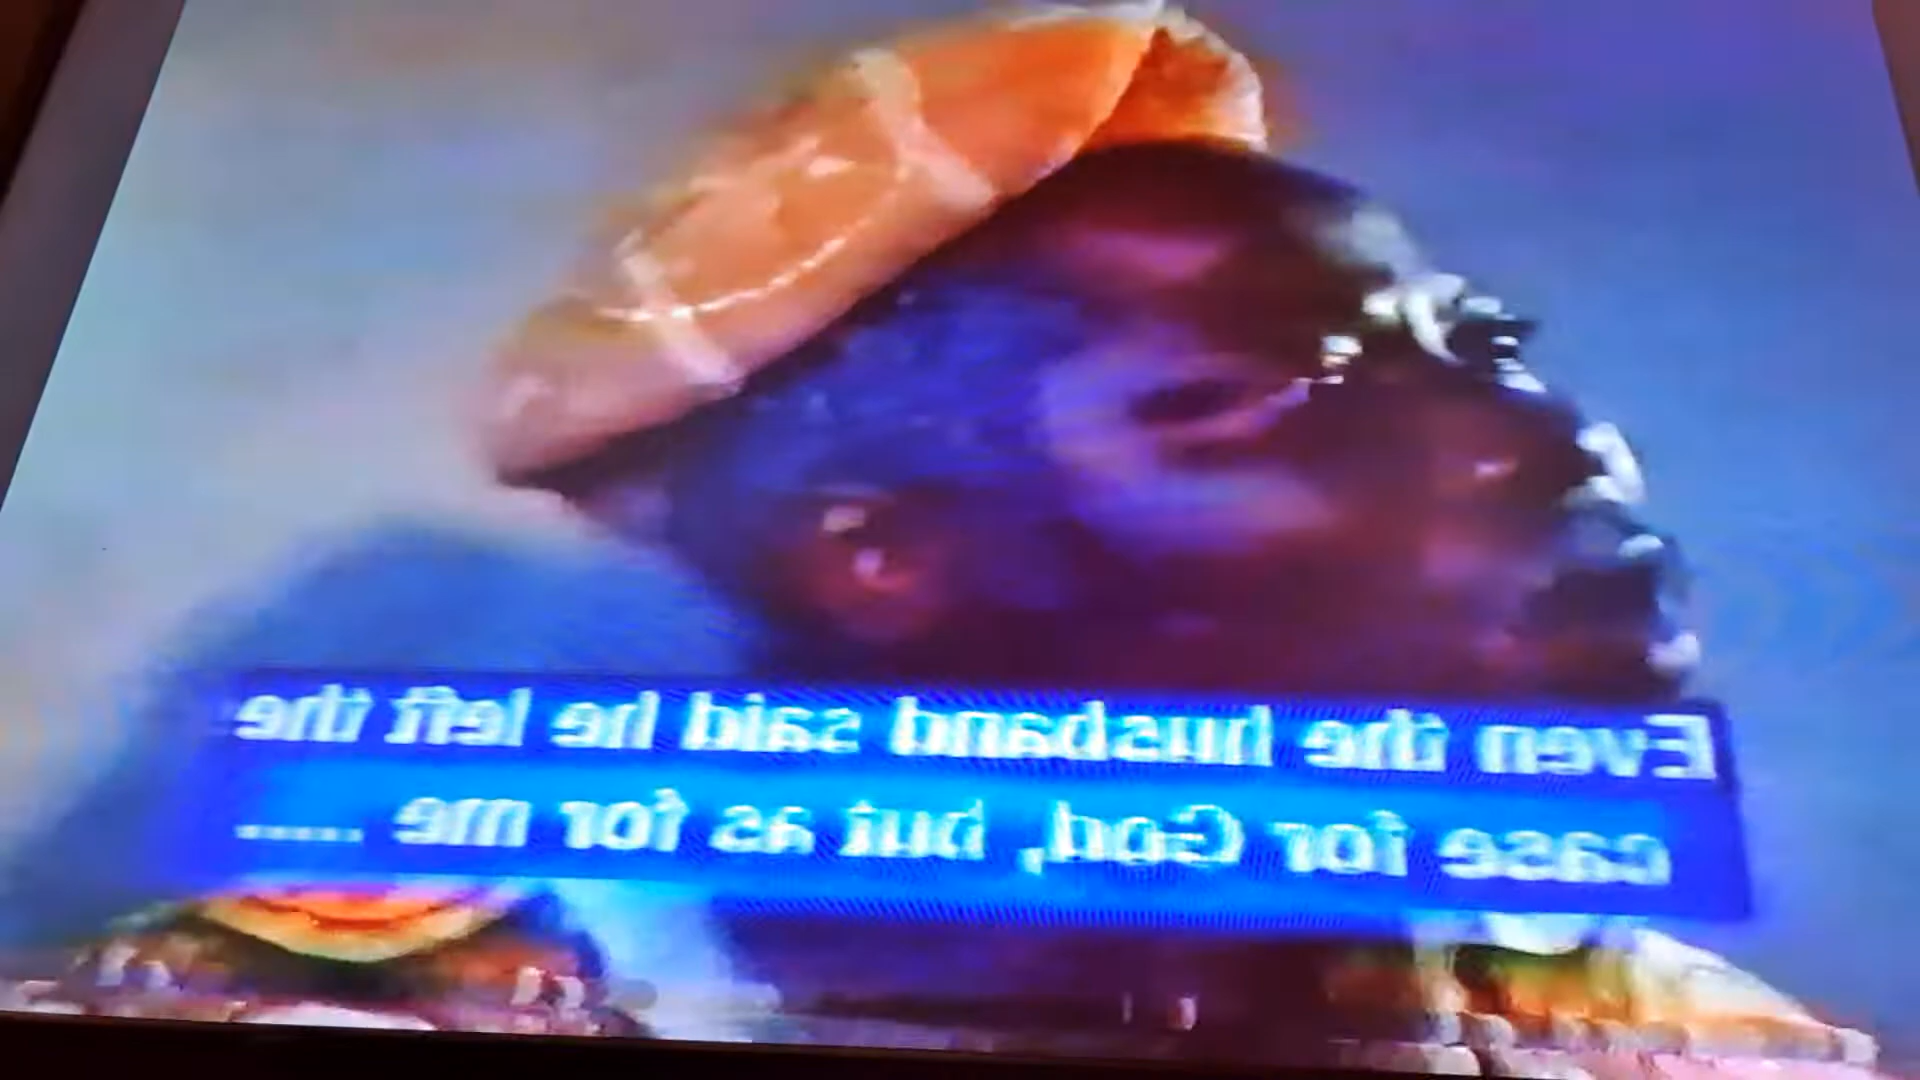 Even the husband said he left the
case for God, but as for me .....